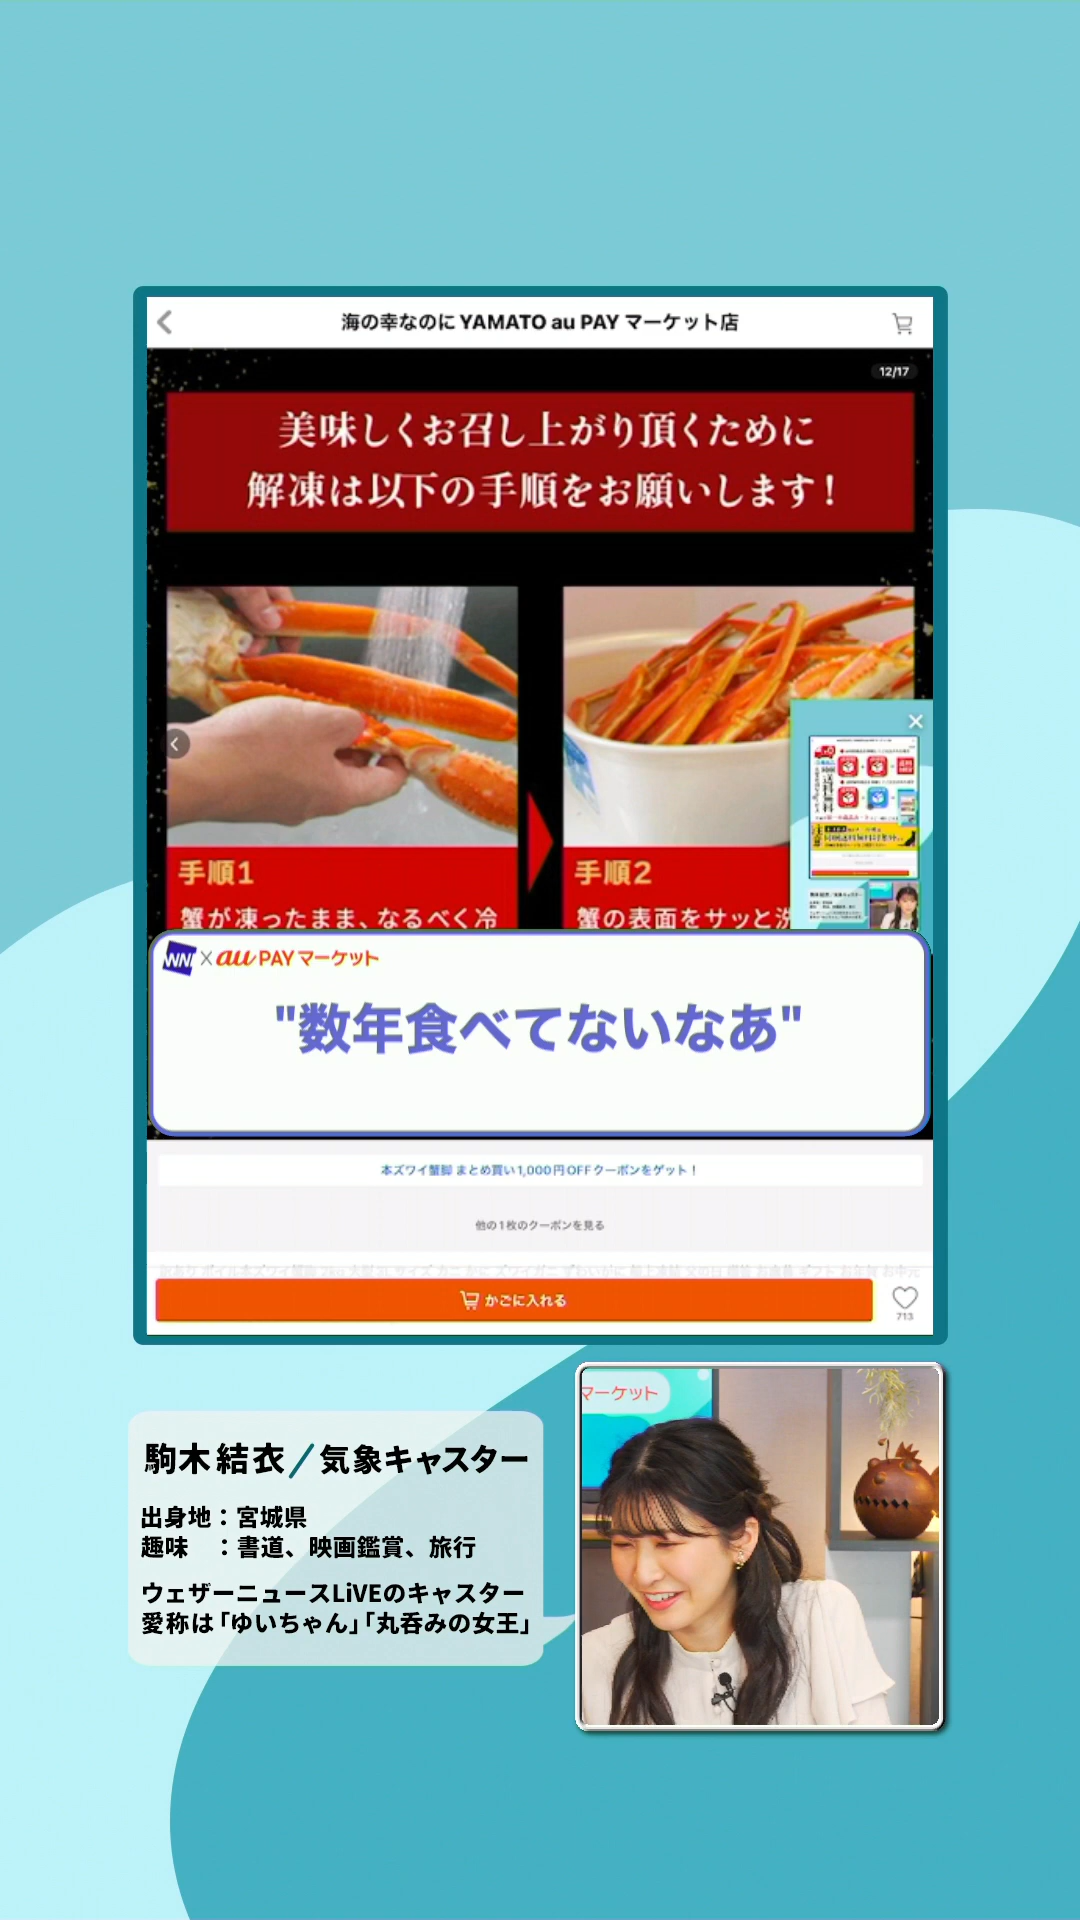 海の幸なのにYAMATO au PAY マーケット店
12/17
美味しくお召し上がり頂くために
解凍は以下の手順をお願いします！
手順1
蟹が凍ったまま、なるべく冷
手順2
蟹の表面をサッと洗
WNI × au PAY マーケット
"数年食べてないなあ"
本ズワイ蟹脚 まとめ買い1,000円OFFクーポンをゲット！
他の1枚のクーポンを見る
かごに入れる
713
マーケット
駒木結衣／気象キャスター
出身地：宮城県
趣味　：書道、映画鑑賞、旅行
ウェザーニュースLiVEのキャスター
愛称は「ゆいちゃん」「丸呑みの女王」